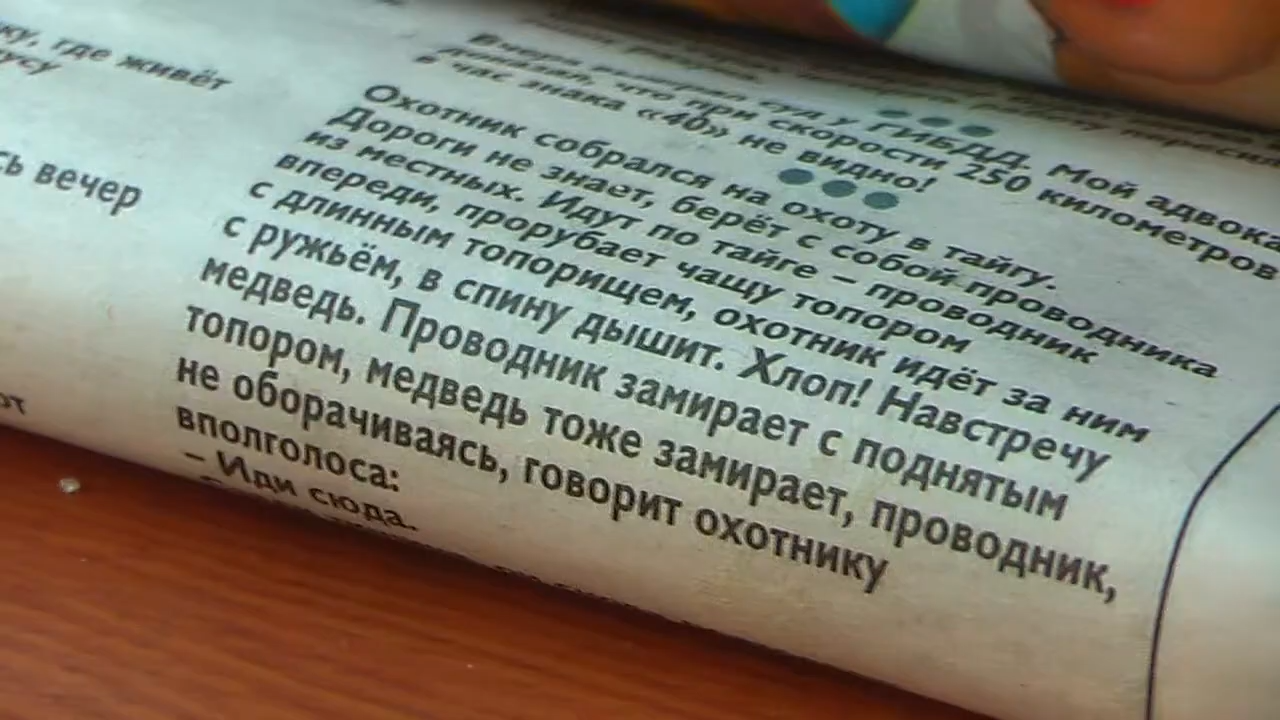 ку, где живёт
усу
сь вечер
от
Вчера выиграл суд у ГИБДД. Мой адвока
доказал, что при скорости 250 километров
в час знака «40» не видно!
Охотник собрался на охоту в тайгу.
Дороги не знает, берёт с собой проводника
из местных. Идут по тайге – проводник
впереди, прорубает чащу топором
с длинным топорищем, охотник идёт за ним
с ружьём, в спину дышит. Хлоп! Навстречу
медведь. Проводник замирает с поднятым
топором, медведь тоже замирает, проводник,
не оборачиваясь, говорит охотнику
вполголоса:
– Иди сюда.